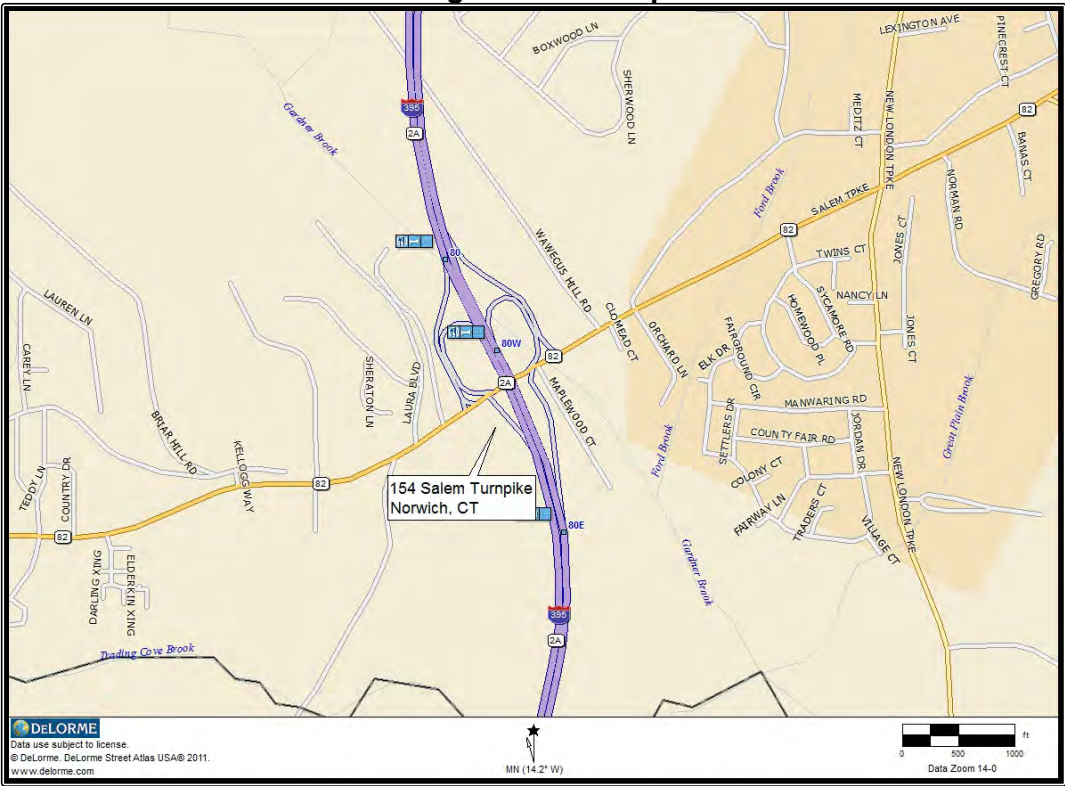 LEXINGTON AVE
PINECREST CT
BOXWOOD LN
SHERWOOD LN
395
2A
Gardner Brook
MEDITZ CT
NEW LONDON TPKE
82
BANAS CT
Ford Brook
SALEM TPKE
NORMAN RD
82
JONES CT
GREGORY RD
WAWECUS HILL RD
80
TWINS CT
NANCY LN
SYCAMORE RD
HOMEWOOD PL
LAUREN LN
CLOMEAD CT
ORCHARD LN
FAIRGROUND CIR
JONES CT
80W
82
ELK DR
CAREY LN
SHERATON LN
LAURA BLVD
2A
MAPLEWOOD CT
MANWARING RD
Great Plain Brook
BRIAR HILL RD
SETTLERS DR
COUNTY FAIR RD
JORDAN DR
KELLOGG WAY
Ford Brook
COLONY CT
TEDDY LN
COUNTRY DR
82
154 Salem Turnpike
Norwich, CT
NEW LONDON TPKE
FAIRWAY LN
TRADERS CT
VILLAGE CT
80E
82
DARLING XING
ELDERKIN XING
Gardner Brook
395
2A
Trading Cove Brook
DELORME
Data use subject to license.
© DeLorme. DeLorme Street Atlas USA® 2011.
www.delorme.com
MN (14.2° W)
0 500 1000
ft
Data Zoom 14-0